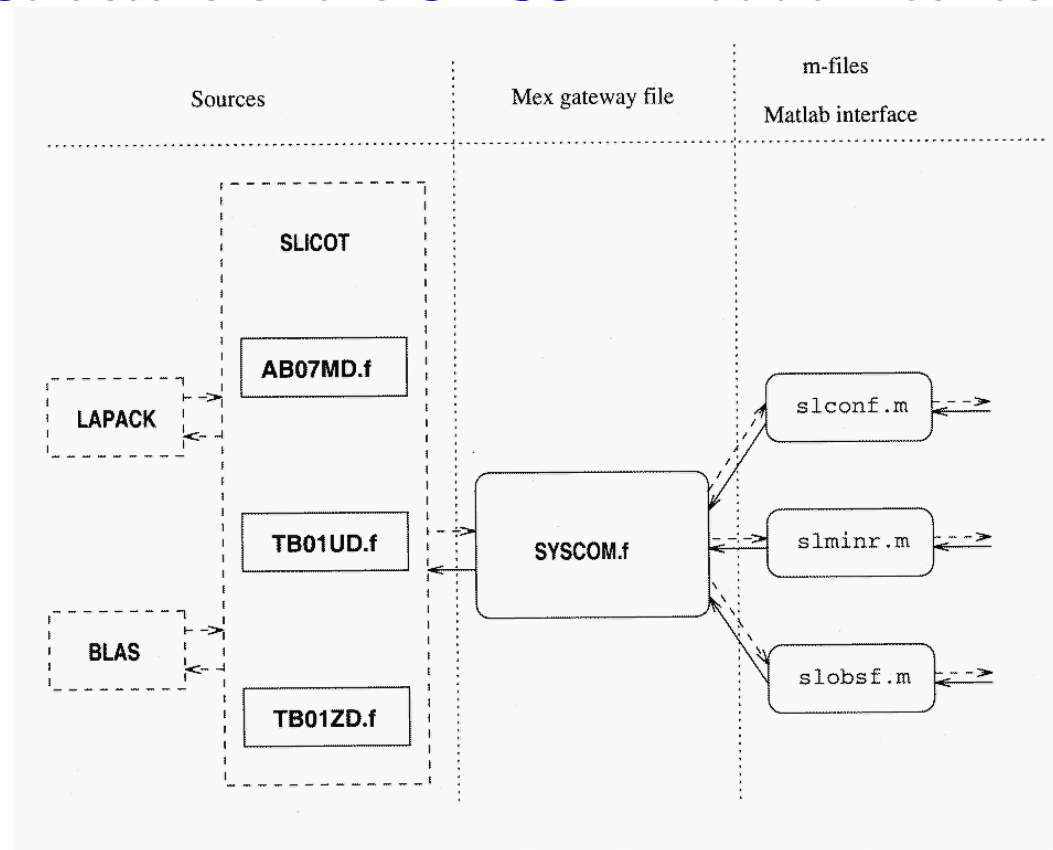 Sources
Mex gateway file
m-files
Matlab interface
SLICOT
AB07MD.f
LAPACK
slconf.m
TB01UD.f
SYSCOM.f
slminr.m
BLAS
slobsf.m
TB01ZD.f